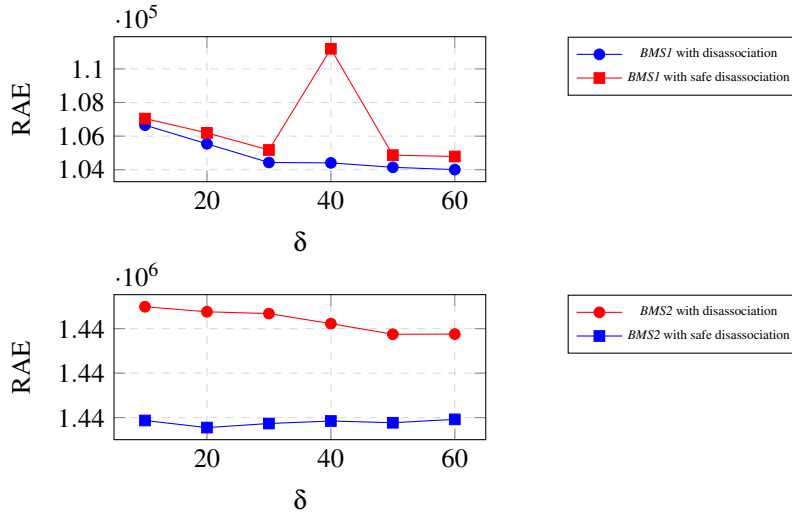 ·10^5
1.1
1.08
1.06
1.04
RAE
20 40 60
δ
BMS1 with disassociation
BMS1 with safe disassociation
·10^6
1.44
1.44
1.44
RAE
20 40 60
δ
BMS2 with disassociation
BMS2 with safe disassociation